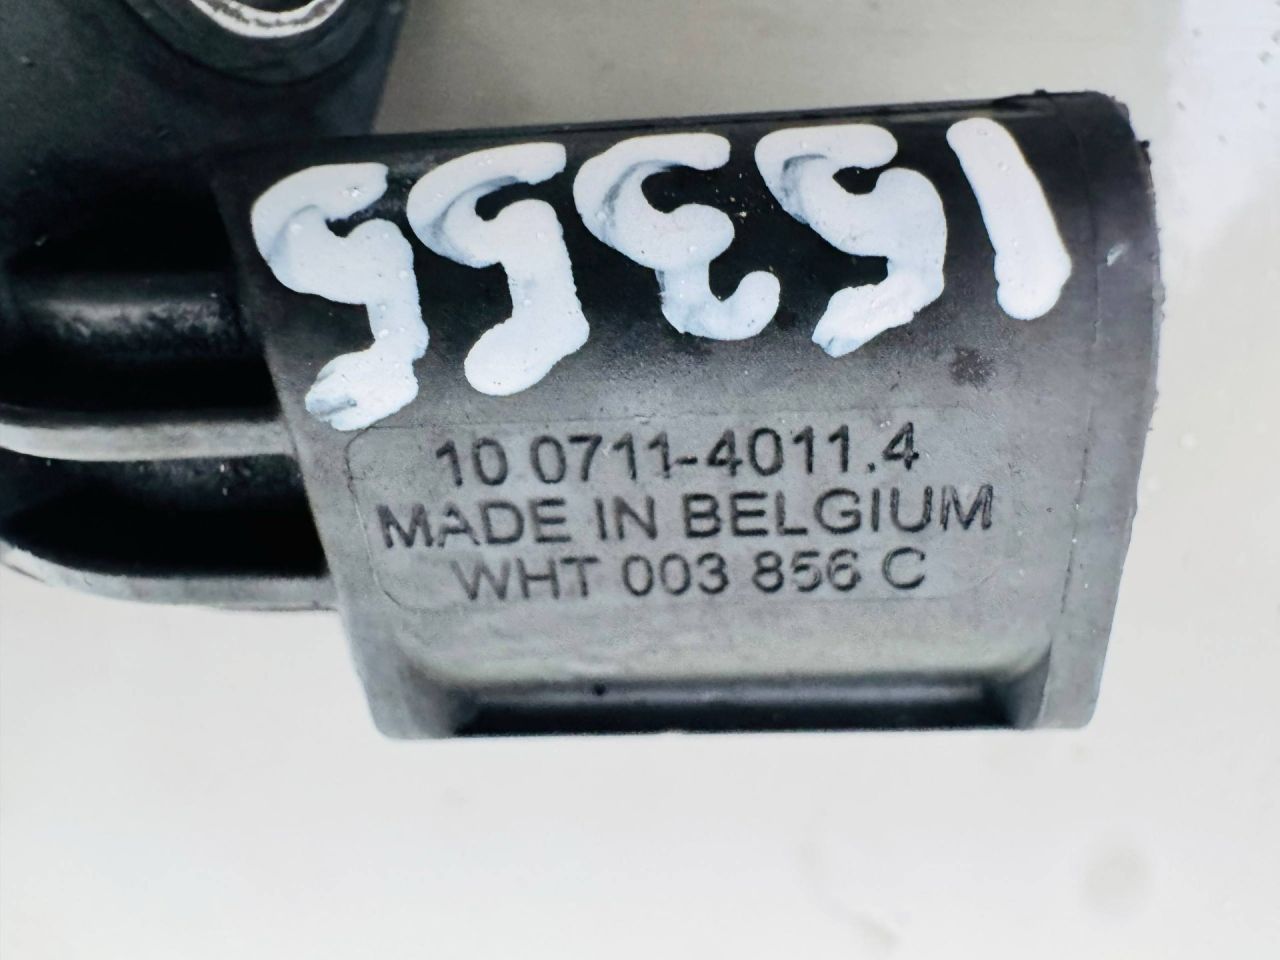 15355
10.0711-4011.4
MADE IN BELGIUM
WHT 003 856 C